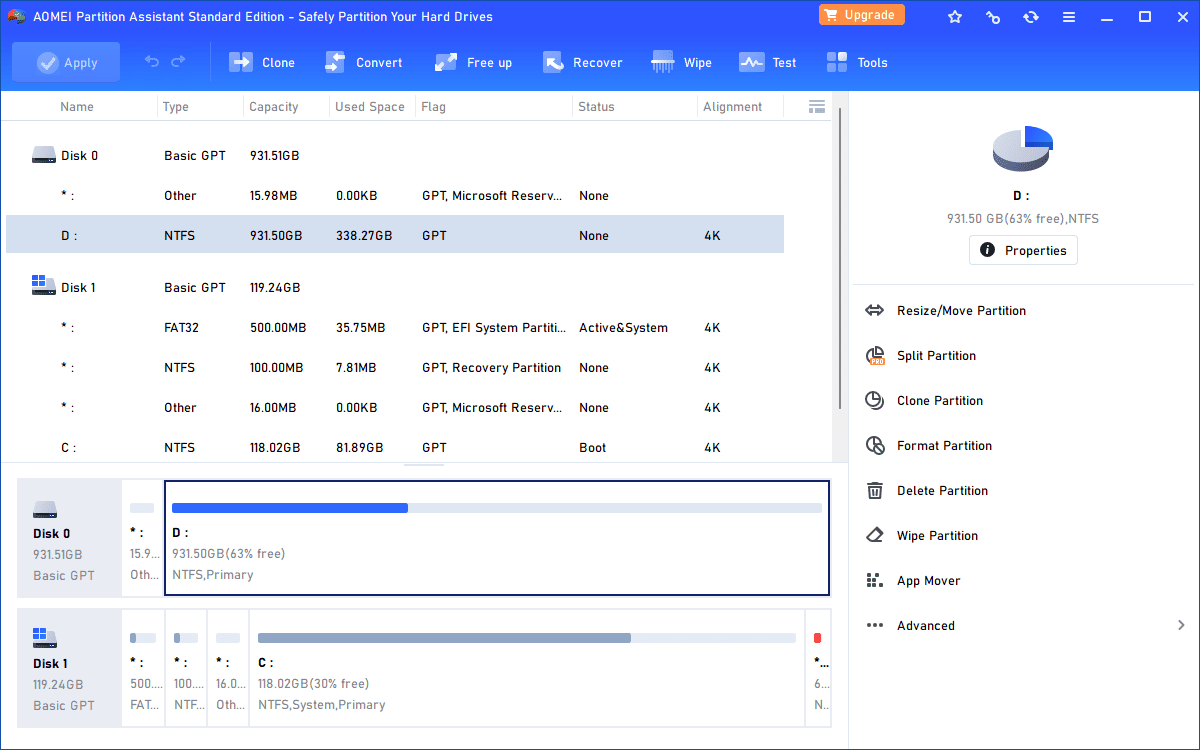 AOMEI Partition Assistant Standard Edition - Safely Partition Your Hard Drives
Upgrade
Apply Clone Convert Free up Recover Wipe Test Tools
Name Type Capacity Used Space Flag Status Alignment
Disk 0 Basic GPT 931.51GB
* : Other 15.98MB 0.00KB GPT, Microsoft Reserv... None
D : NTFS 931.50GB 338.27GB GPT None 4K
Disk 1 Basic GPT 119.24GB
* : FAT32 500.00MB 35.75MB GPT, EFI System Partiti... Active&System 4K
* : NTFS 100.00MB 7.81MB GPT, Recovery Partition None 4K
* : Other 16.00MB 0.00KB GPT, Microsoft Reserv... None 4K
C : NTFS 118.02GB 81.89GB GPT Boot 4K
Disk 0
931.51GB
Basic GPT
* :
15.9...
Oth...
D :
931.50GB(63% free)
NTFS,Primary
Disk 1
119.24GB
Basic GPT
* :
500....
FAT...
* :
100....
NTF...
* :
16.0...
Oth...
C :
118.02GB(30% free)
NTFS,System,Primary
*...
6...
N...
D :
931.50 GB(63% free),NTFS
Properties
Resize/Move Partition
PRO
Split Partition
Clone Partition
Format Partition
Delete Partition
Wipe Partition
App Mover
Advanced